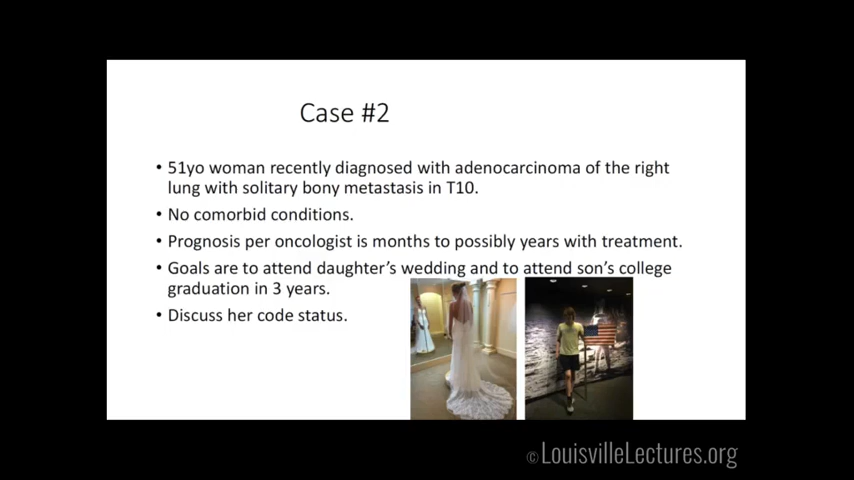 Case #2
• 51yo woman recently diagnosed with adenocarcinoma of the right
lung with solitary bony metastasis in T10.
• No comorbid conditions.
• Prognosis per oncologist is months to possibly years with treatment.
• Goals are to attend daughter's wedding and to attend son's college
graduation in 3 years.
• Discuss her code status.
© LouisvilleLectures.org